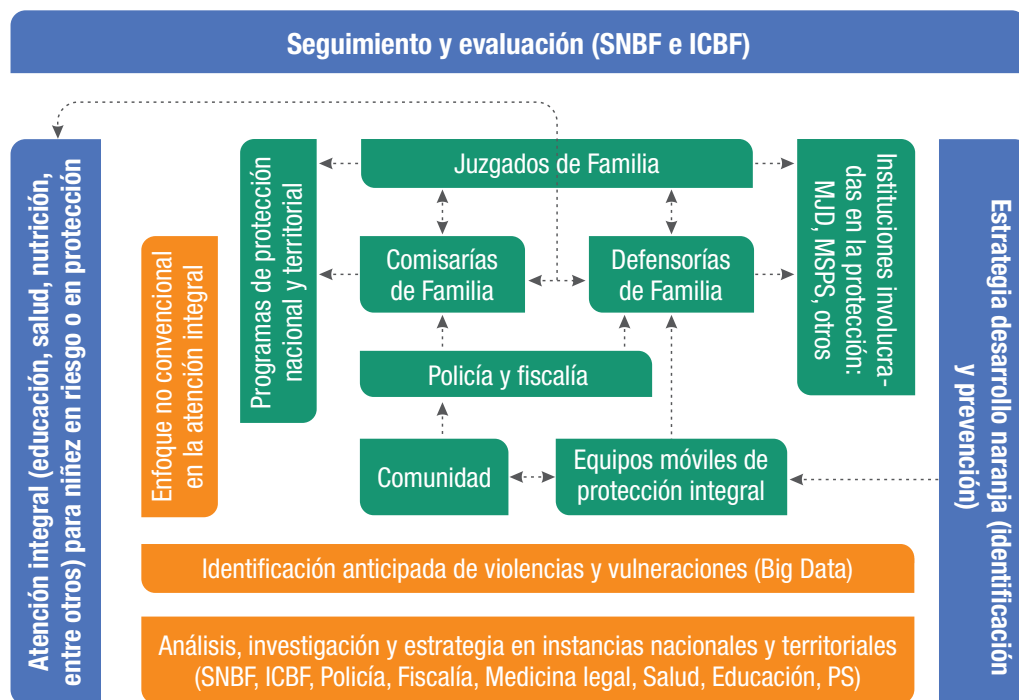 Seguimiento y evaluación (SNBF e ICBF)
Atención integral (educación, salud, nutrición,
entre otros) para niñez en riesgo o en protección
Enfoque no convencional
en la atención integral
Programas de protección
nacional y territorial
Juzgados de Familia
Comisarías
de Familia
Defensorías
de Familia
Policía y fiscalía
Comunidad
Equipos móviles de
protección integral
Instituciones involucra-
das en la protección:
MJD, MSPS, otros
Estrategia desarrollo naranja (identificación
y prevención)
Identificación anticipada de violencias y vulneraciones (Big Data)
Análisis, investigación y estrategia en instancias nacionales y territoriales
(SNBF, ICBF, Policía, Fiscalía, Medicina legal, Salud, Educación, PS)